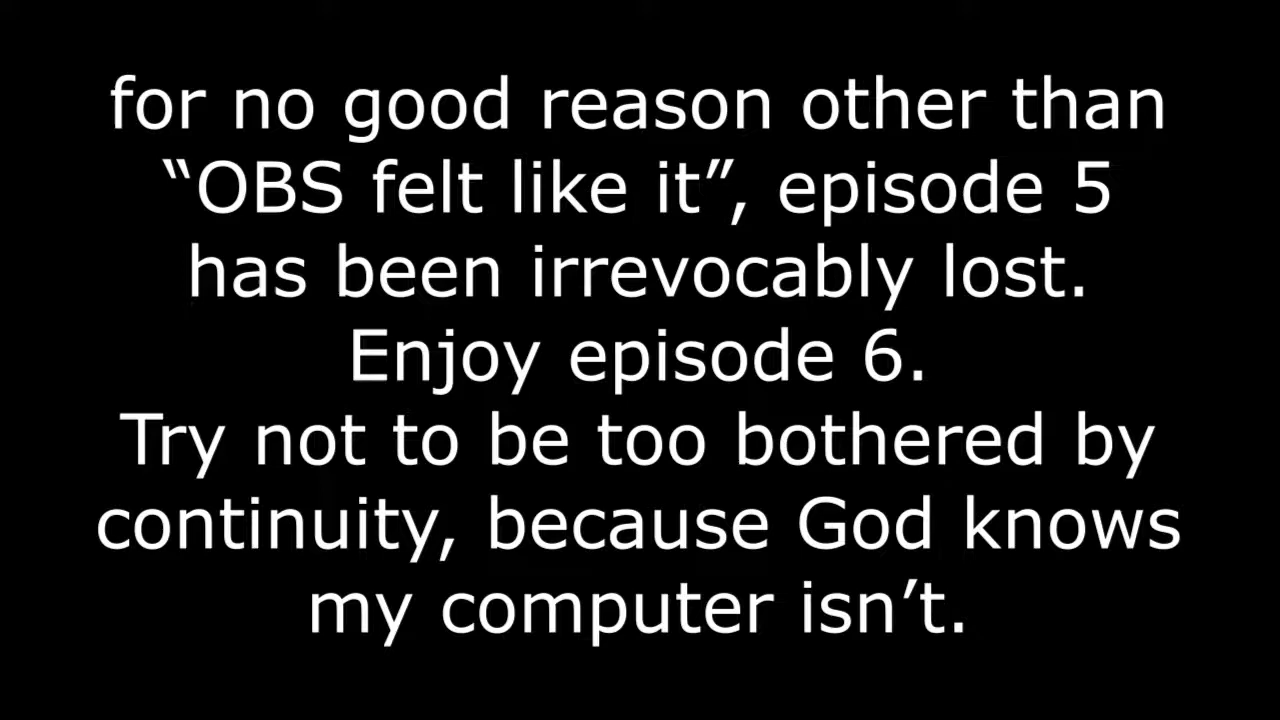 for no good reason other than
“OBS felt like it”, episode 5
has been irrevocably lost.
Enjoy episode 6.
Try not to be too bothered by
continuity, because God knows
my computer isn’t.